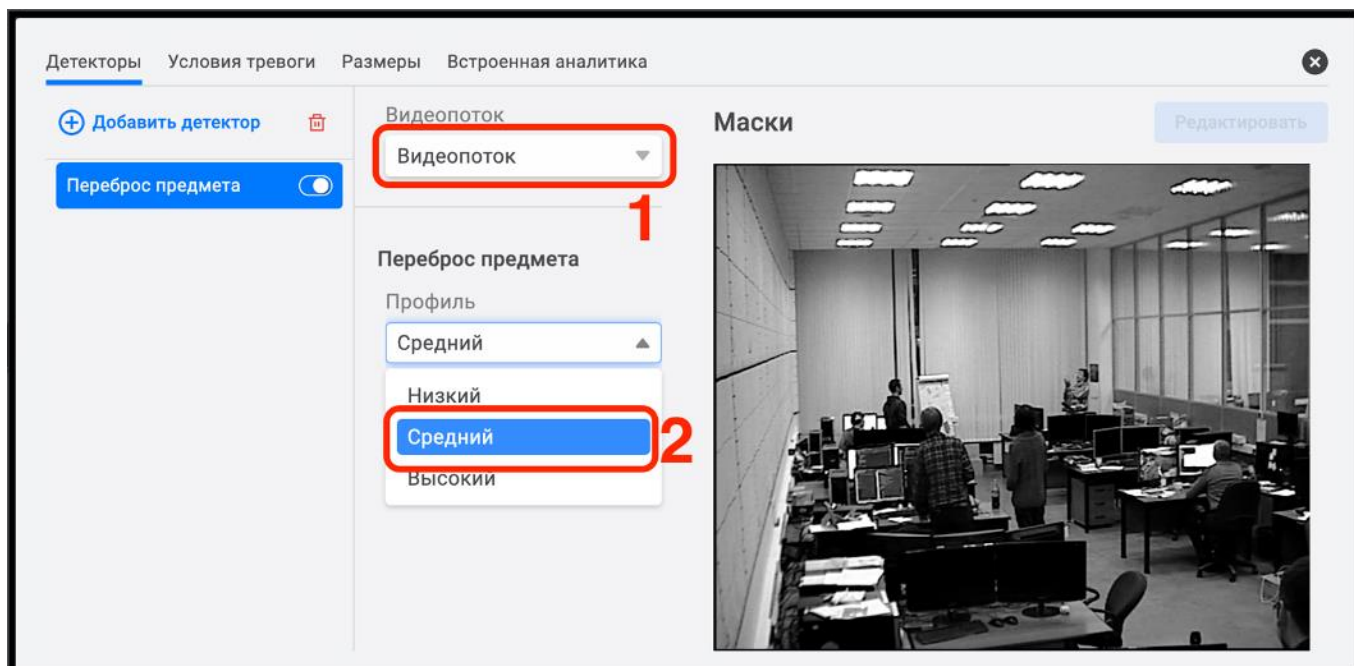 Детекторы Условия тревоги Размеры Встроенная аналитика
Добавить детектор
Переброс предмета
Видеопоток
Видеопоток
1
Переброс предмета
Профиль
Средний
Низкий
Средний
2
Высокий
Маски
Редактировать